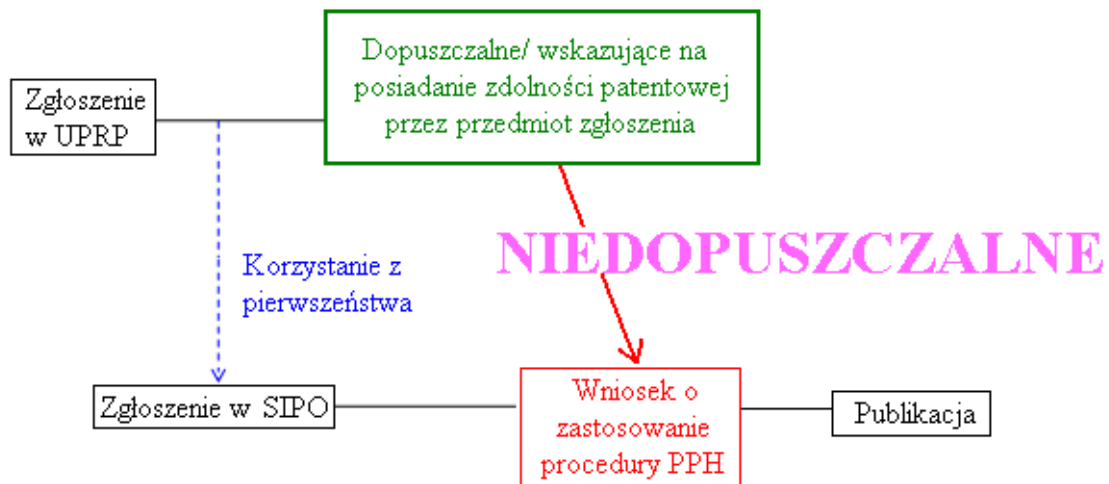 Dopuszczalne/ wskazujące na
posiadanie zdolności patentowej
przez przedmiot zgłoszenia
Zgłoszenie
w UPRP
NIEDOPUSZCZALNE
Korzystanie z
pierwszeństwa
Zgłoszenie w SIPO
Wniosek o
zastosowanie
procedury PPH
Publikacja